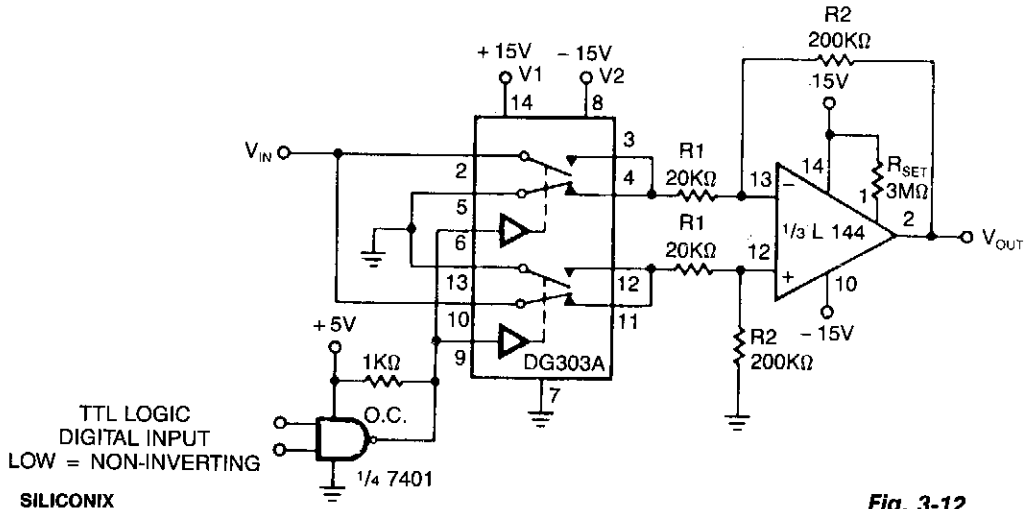 R2
200KΩ
+ 15V
V1
14
− 15V
V2
8
15V
VIN
2
3
4
R1
20KΩ
13
−
14
1
RSET
3MΩ
5
6
R1
20KΩ
1/3 L 144
2
VOUT
13
12
12
+
10
− 15V
10
11
9
DG303A
7
R2
200KΩ
+ 5V
1KΩ
O.C.
TTL LOGIC
DIGITAL INPUT
LOW = NON-INVERTING
1/4 7401
SILICONIX
Fig. 3-12